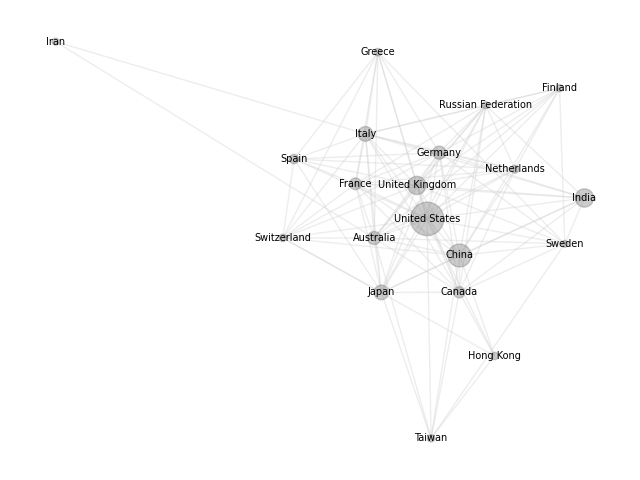 Iran
Greece
Finland
Russian Federation
Italy
Germany
Spain
Netherlands
France
United Kingdom
India
United States
Switzerland
Australia
Sweden
China
Japan
Canada
Hong Kong
Taiwan